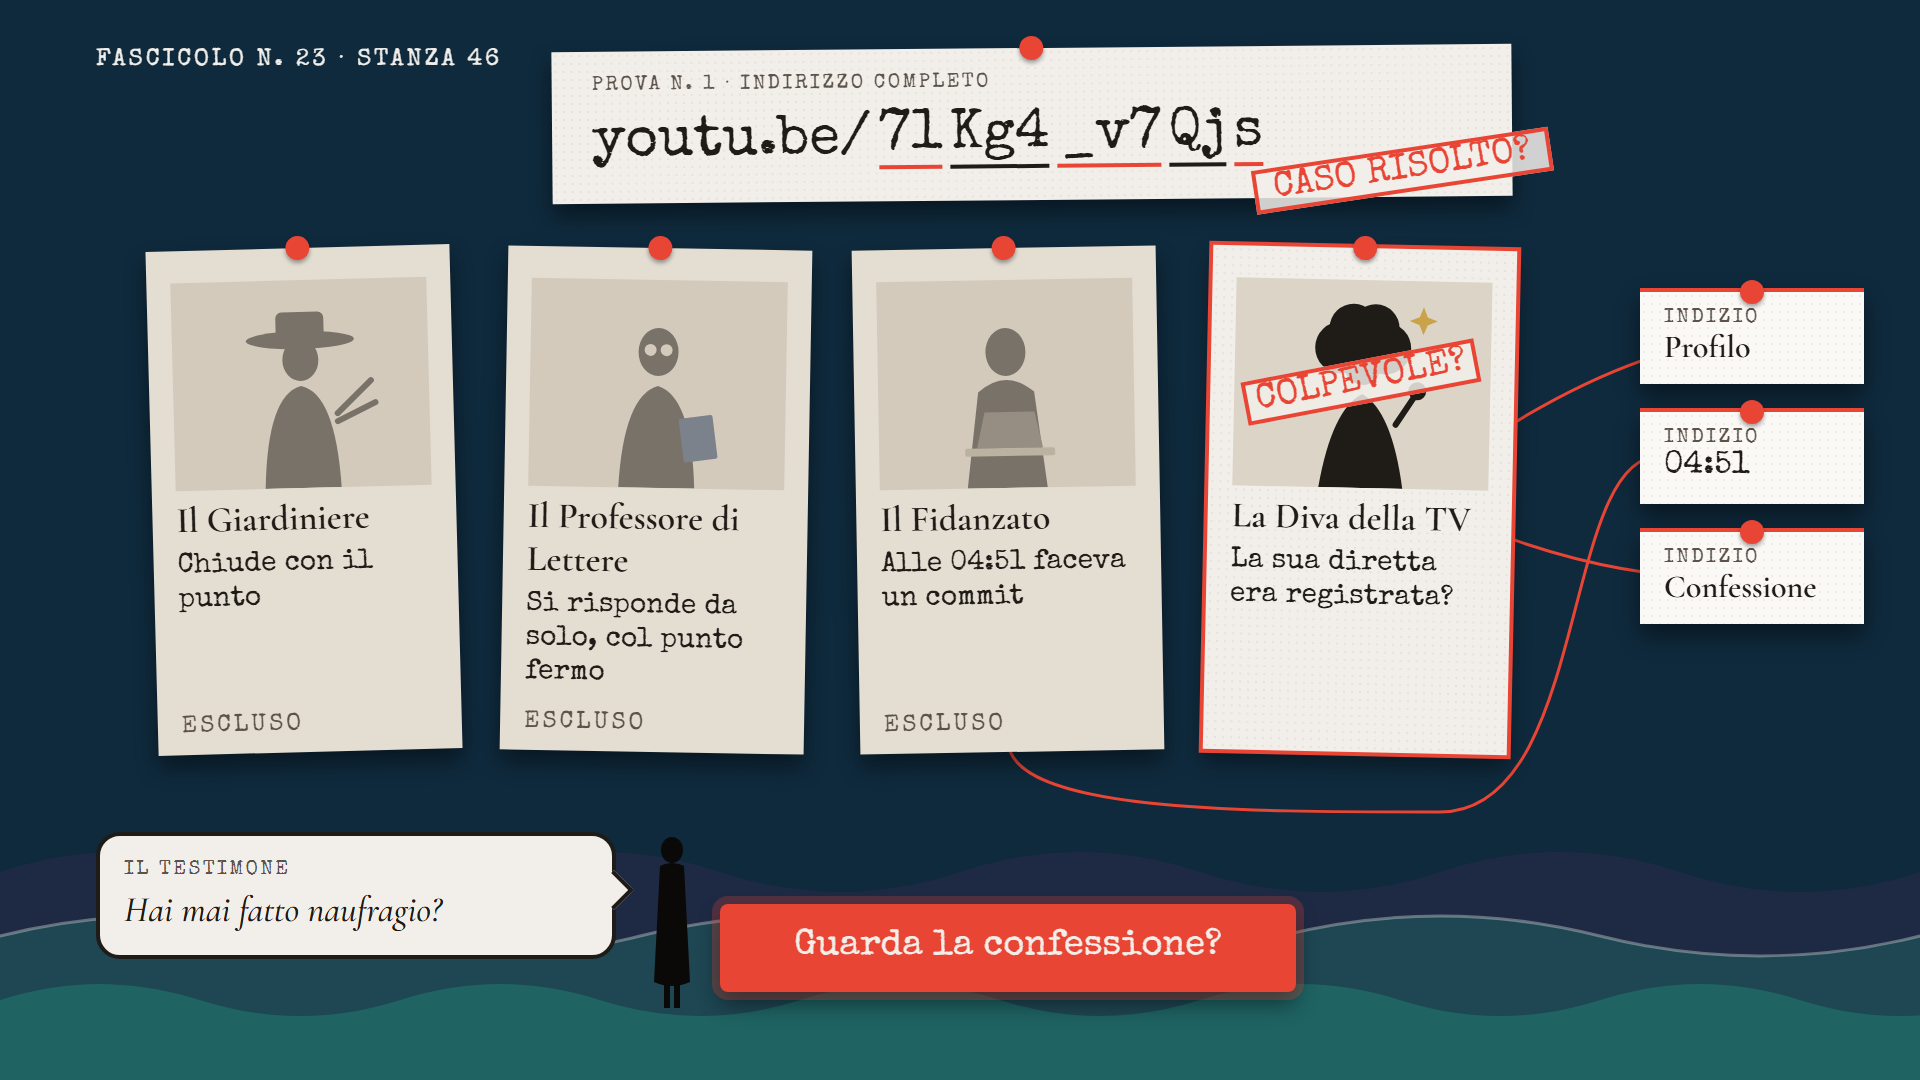 FASCICOLO N. 23 · STANZA 46
PROVA N. 1 · INDIRIZZO COMPLETO
youtu.be/7lKg4_v7Qjs
CASO RISOLTO?
Il Giardiniere
Chiude con il
punto
ESCLUSO
Il Professore di
Lettere
Si risponde da
solo, col punto
fermo
ESCLUSO
Il Fidanzato
Alle 04:51 faceva
un commit
ESCLUSO
COLPEVOLE?
La Diva della TV
La sua diretta
era registrata?
INDIZIO
Profilo
INDIZIO
04:51
INDIZIO
Confessione
IL TESTIMONE
Hai mai fatto naufragio?
Guarda la confessione?